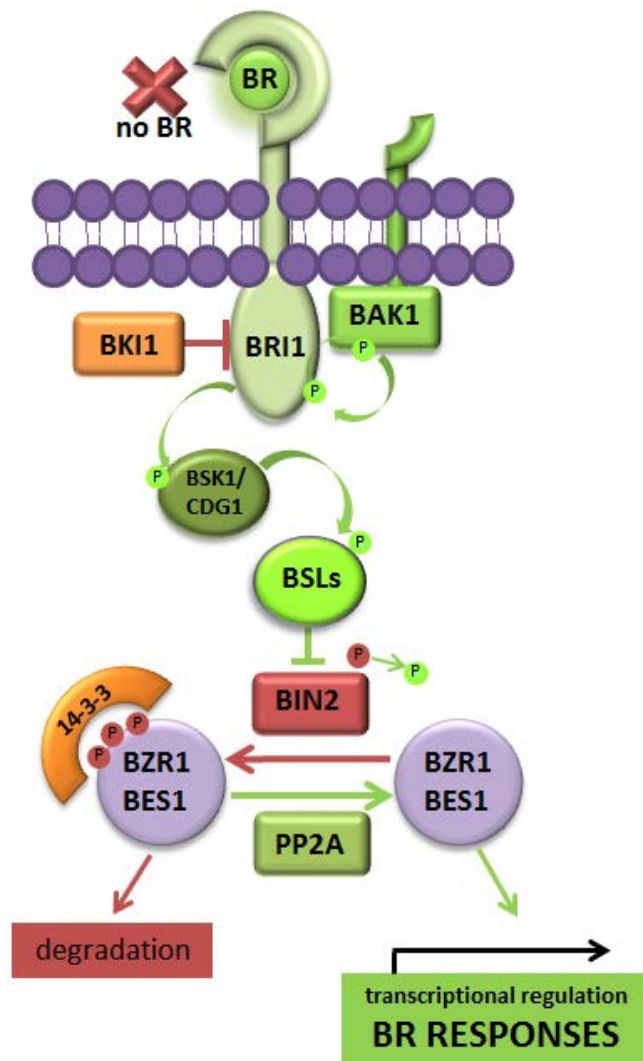 BR
no BR
BAK1
BKI1
BRI1
P
P
P
BSK1/
CDG1
P
BSLs
P
P
BIN2
14-3-3
P
P
P
BZR1
BES1
BZR1
BES1
PP2A
degradation
transcriptional regulation
BR RESPONSES